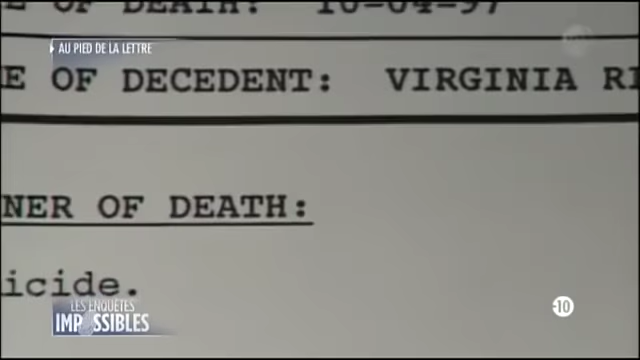 E OF DEATH: 10-04-97
AU PIED DE LA LETTRE
E OF DECEDENT: VIRGINIA RI
NER OF DEATH:
icide.
LES ENQUÊTES
IMPOSSIBLES
-10